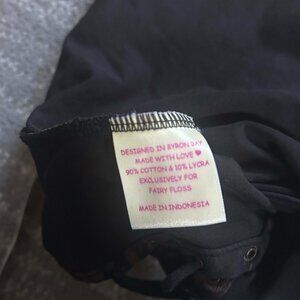 DESIGNED IN BYRON BAY
MADE WITH LOVE ♥
90% COTTON & 10% LYCRA
EXCLUSIVELY FOR
FAIRY FLOSS
MADE IN INDONESIA